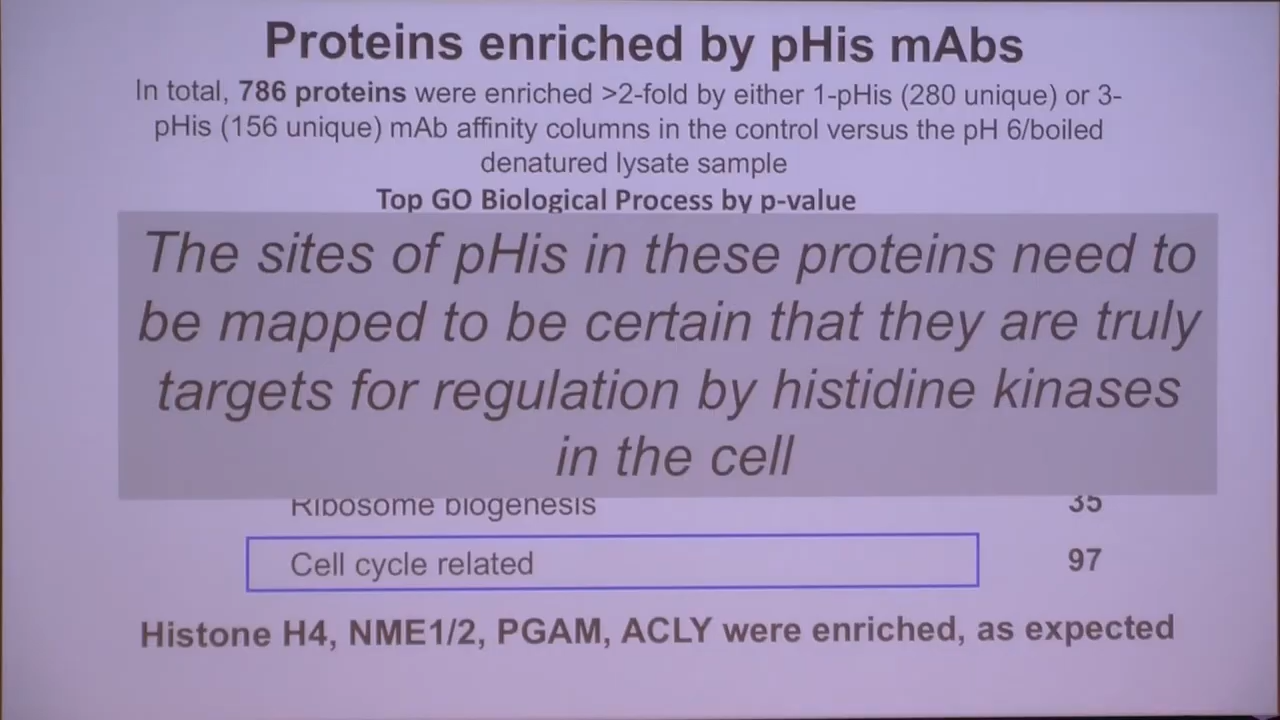 Proteins enriched by pHis mAbs
In total, 786 proteins were enriched >2-fold by either 1-pHis (280 unique) or 3-
pHis (156 unique) mAb affinity columns in the control versus the pH 6/boiled
denatured lysate sample
Top GO Biological Process by p-value
The sites of pHis in these proteins need to
be mapped to be certain that they are truly
targets for regulation by histidine kinases
in the cell
Ribosome biogenesis 35
Cell cycle related 97
Histone H4, NME1/2, PGAM, ACLY were enriched, as expected